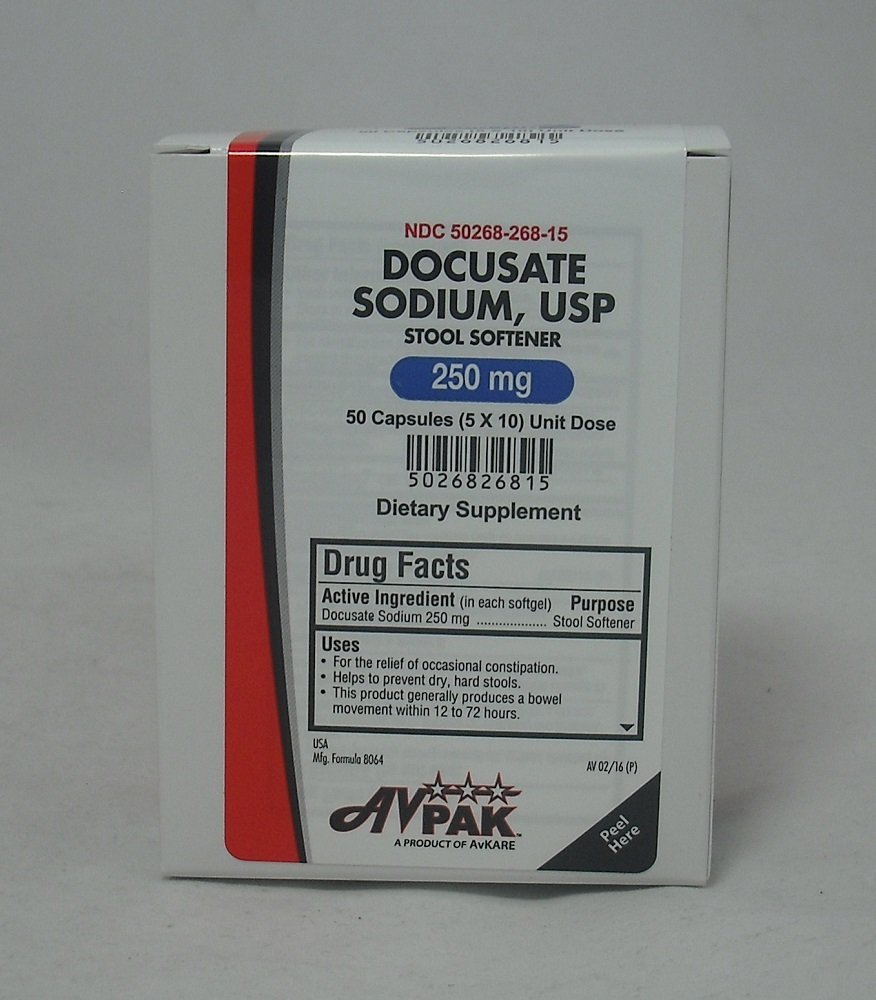 5026826815
NDC 50268-268-15
DOCUSATE
SODIUM, USP
STOOL SOFTENER
250 mg
50 Capsules (5 X 10) Unit Dose
5026826815
Dietary Supplement
Drug Facts
Active Ingredient (in each softgel) Purpose
Docusate Sodium 250 mg ................... Stool Softener
Uses
• For the relief of occasional constipation.
• Helps to prevent dry, hard stools.
• This product generally produces a bowel
movement within 12 to 72 hours.
USA
Mfg. Formula 8064
AV 02/16 (P)
AVPAK™
A PRODUCT OF AvKARE
Peel
Here